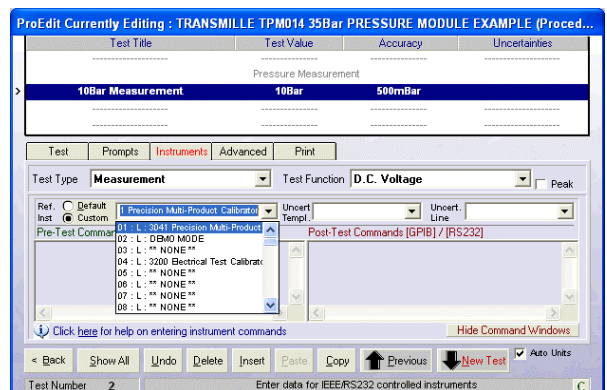 ProEdit Currently Editing : TRANSMILLE TPM014 35Bar PRESSURE MODULE EXAMPLE (Proced...
Test Title Test Value Accuracy Uncertainties
------------------- ------------------- ------------------- -------------------
Pressure Measurement
> 10Bar Measurement 10Bar 500mBar
------------------- ------------------- ------------------- -------------------
------------------- ------------------- ------------------- -------------------
Test Prompts Instruments Advanced Print
Test Type Measurement Test Function D.C. Voltage Peak
Ref. Inst Default Custom 1 Precision Multi-Product Calibrator Uncert Templ. Uncert. Line
Pre-Test Comman Post-Test Commands [GPIB] / [RS232]
01 : L : 3041 Precision Multi-Product
02 : L : DEMO MODE
03 : L : ** NONE **
04 : L : 3200 Electrical Test Calibrato
05 : L : ** NONE **
06 : L : ** NONE **
07 : L : ** NONE **
08 : L : ** NONE **
Click here for help on entering instrument commands Hide Command Windows
< Back Show All Undo Delete Insert Paste Copy Previous New Test Auto Units
Test Number 2 Enter data for IEEE/RS232 controlled instruments C